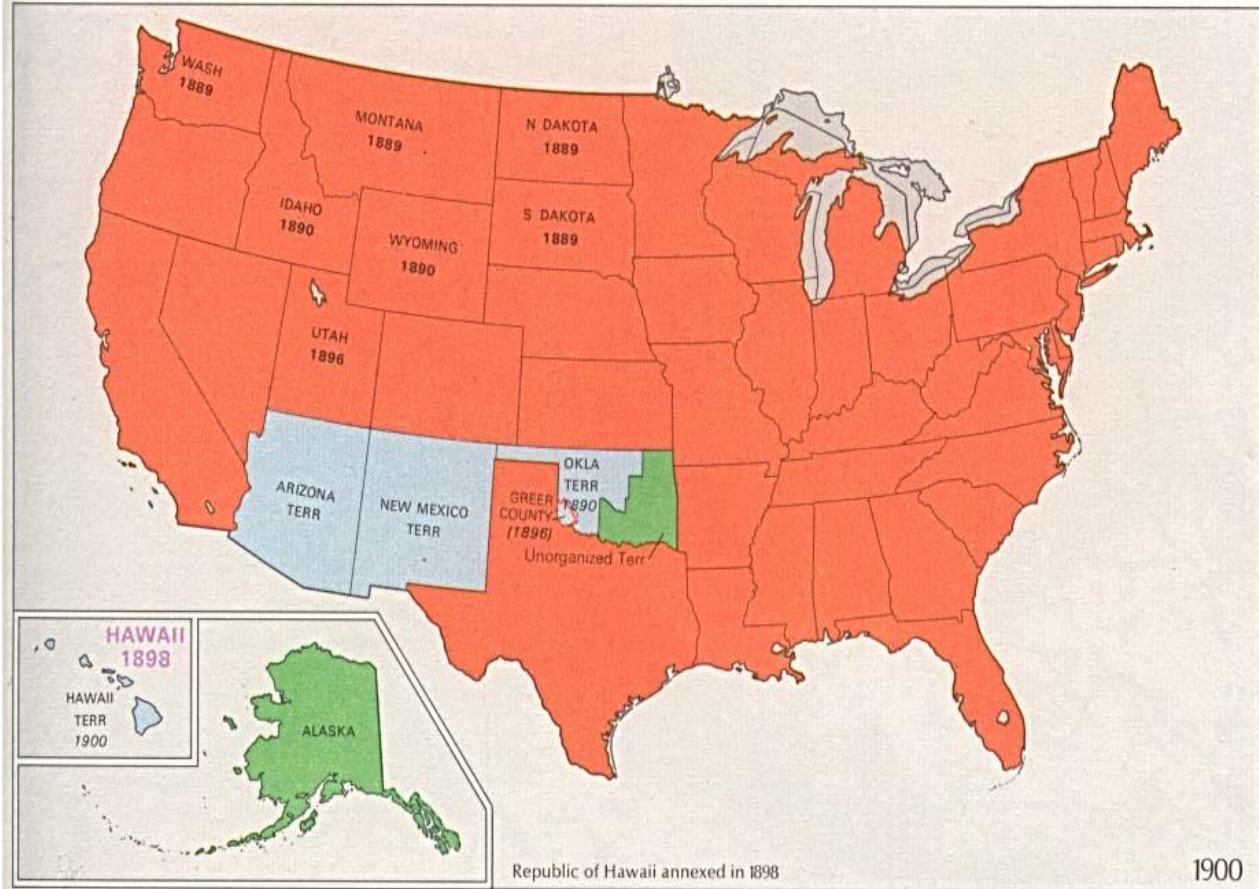 1900
WASH
1889
MONTANA
1889
N DAKOTA
1889
IDAHO
1890
WYOMING
1890
S DAKOTA
1889
UTAH
1896
ARIZONA
TERR
NEW MEXICO
TERR
OKLA
TERR
1890
GREER
COUNTY
(1896)
Unorganized Terr
HAWAII
1898
HAWAII
TERR
1900
ALASKA
Republic of Hawaii annexed in 1898